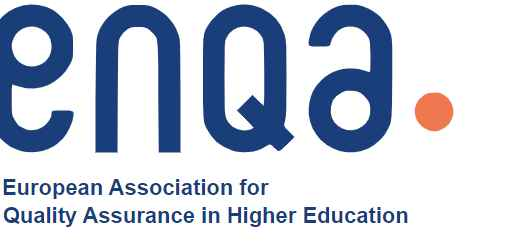 enqa.
European Association for
Quality Assurance in Higher Education